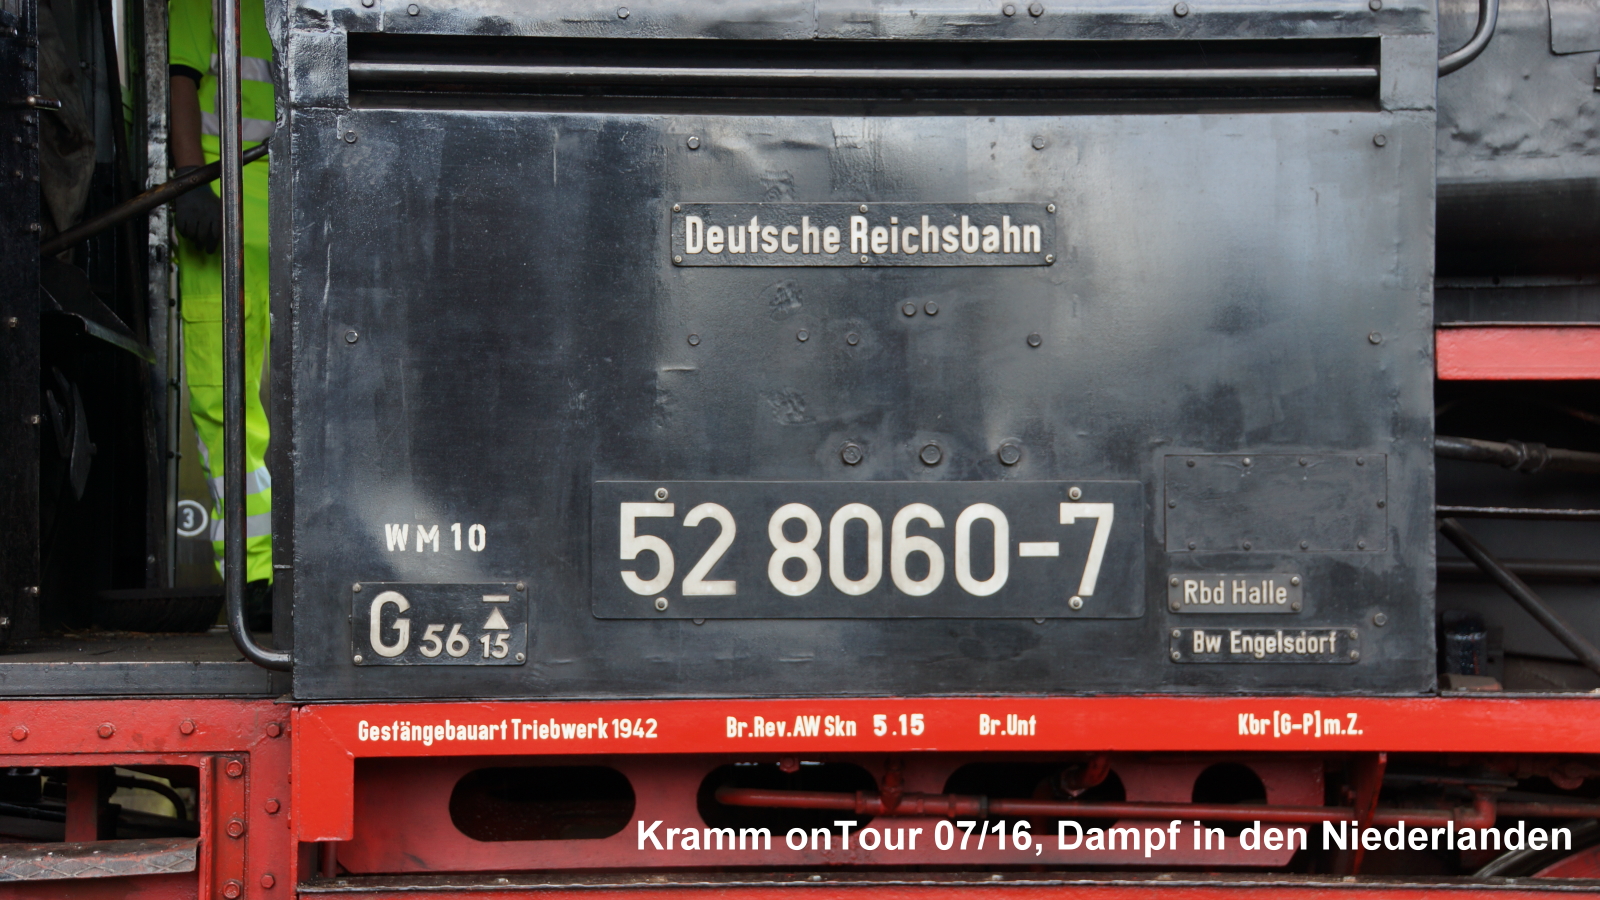 Deutsche Reichsbahn
3
WM 10
52 8060-7
G 56 15
Rbd Halle
Bw Engelsdorf
Gestängebauart Triebwerk 1942 Br.Rev.AW Skn 5.15 Br.Unt Kbr [G-P] m.Z.
Kramm onTour 07/16, Dampf in den Niederlanden